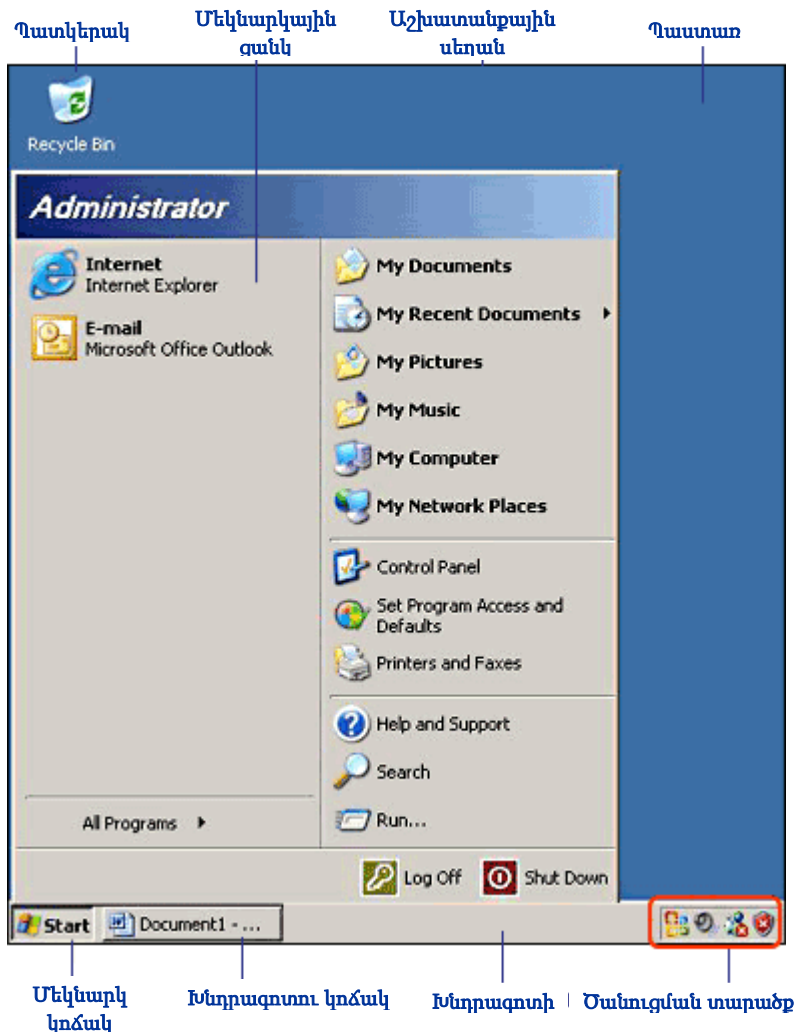 Պատկերակ
Մեկնարկային
ցանկ
Աշխատանքային
սեղան
Պաստառ
Recycle Bin
Administrator
Internet
Internet Explorer
E-mail
Microsoft Office Outlook
All Programs
My Documents
My Recent Documents
My Pictures
My Music
My Computer
My Network Places
Control Panel
Set Program Access and
Defaults
Printers and Faxes
Help and Support
Search
Run...
Log Off
Shut Down
Start
Document1 - ...
Մեկնարկ
կոճակ
Խնդրագոտու կոճակ
Խնդրագոտի
Ծանուցման տարածք